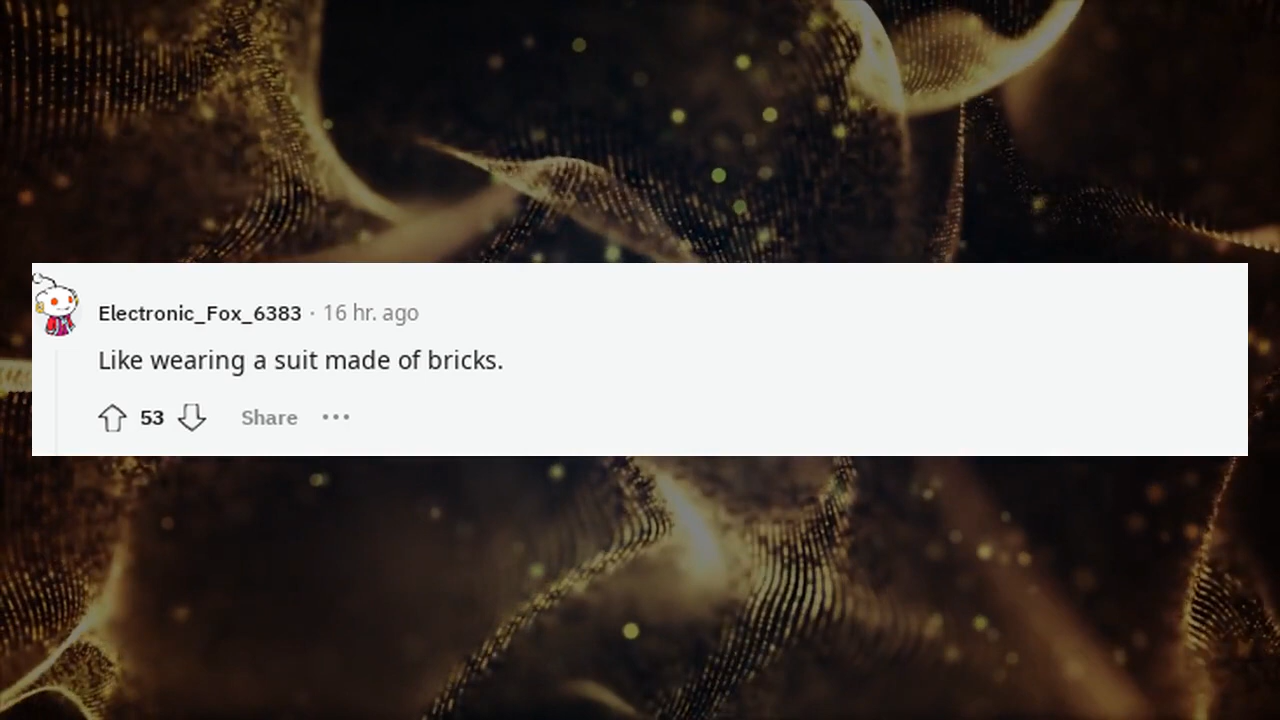 Electronic_Fox_6383 · 16 hr. ago
Like wearing a suit made of bricks.
53 Share •••